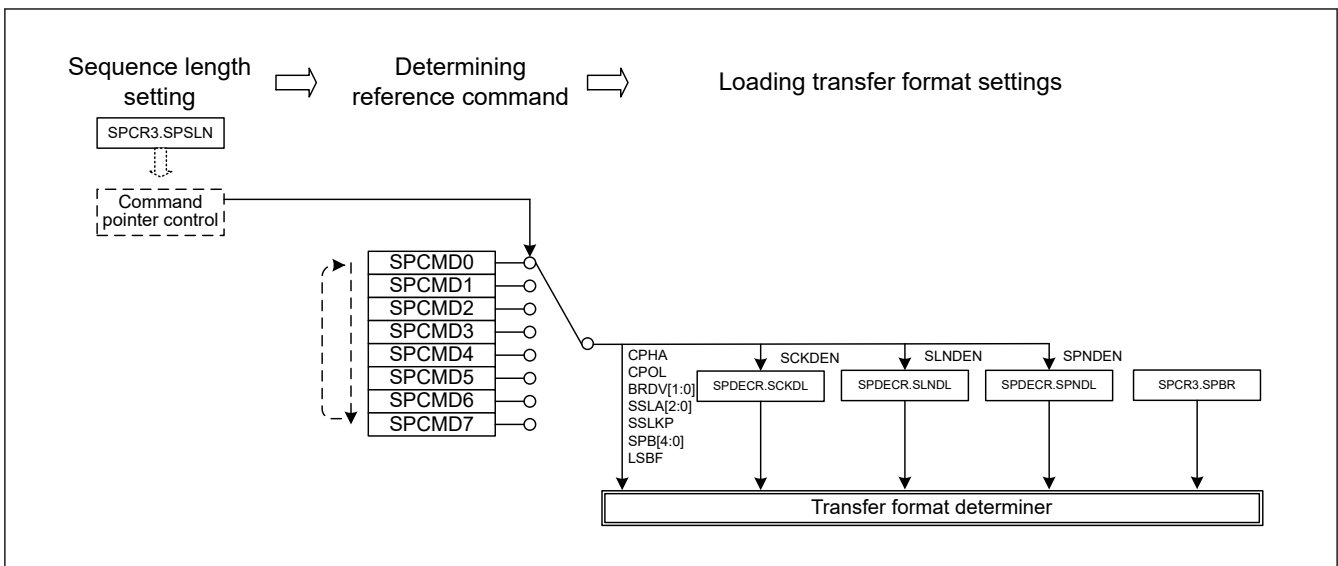 Sequence length
setting
Determining
reference command
Loading transfer format settings
SPCR3.SPSLN
Command
pointer control
SPCMD0
SPCMD1
SPCMD2
SPCMD3
SPCMD4
SPCMD5
SPCMD6
SPCMD7
CPHA
CPOL
BRDV[1:0]
SSLA[2:0]
SSLKP
SPB[4:0]
LSBF
SCKDEN
SLNDEN
SPNDEN
SPDECR.SCKDL
SPDECR.SLNDL
SPDECR.SPNDL
SPCR3.SPBR
Transfer format determiner